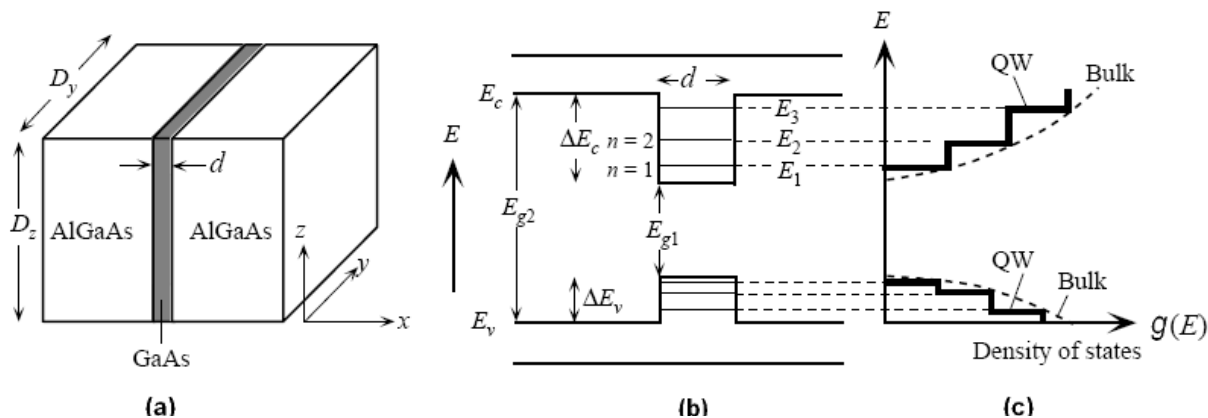 D_y
d
D_z
AlGaAs
AlGaAs
z
y
x
GaAs
(a)
E
E_c
d
ΔE_c
n = 2
n = 1
E_3
E_2
E_1
E_g2
E_g1
ΔE_v
E_v
(b)
E
QW
Bulk
QW
Bulk
g(E)
Density of states
(c)